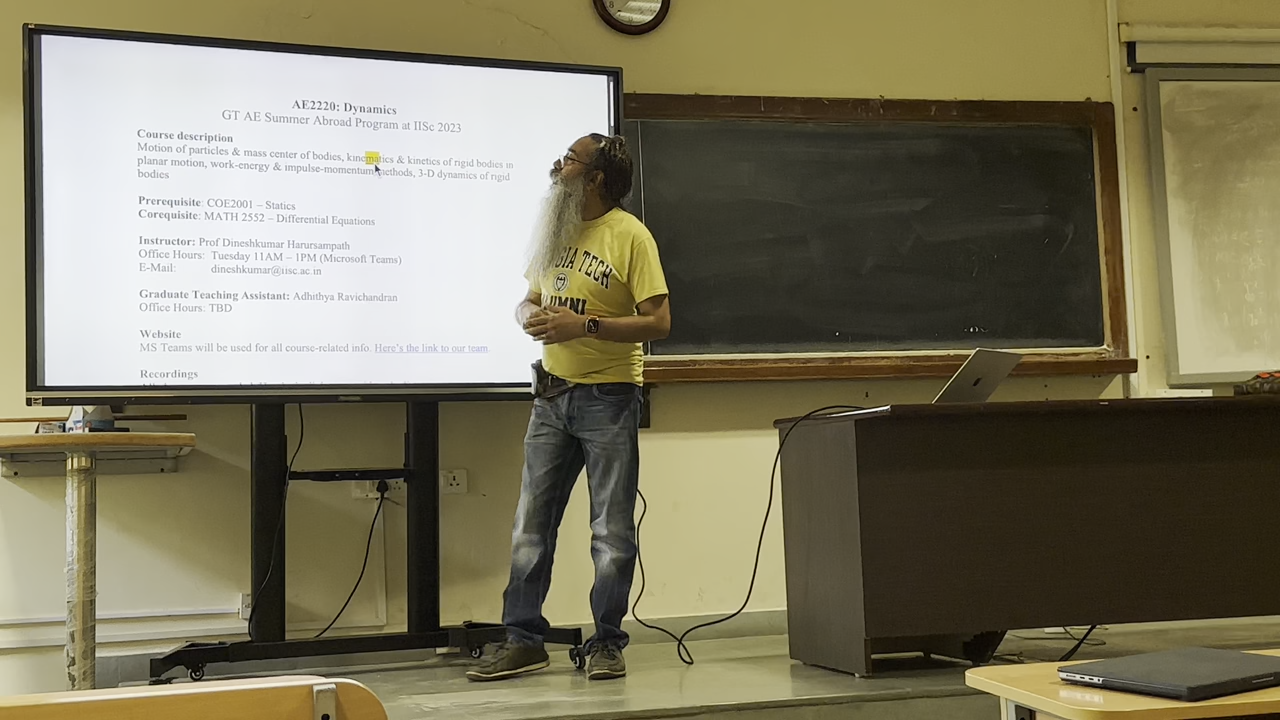 AE2220: Dynamics
GT AE Summer Abroad Program at IISc 2023
Course description
Motion of particles & mass center of bodies, kinematics & kinetics of rigid bodies in
planar motion, work-energy & impulse-momentum methods, 3-D dynamics of rigid
bodies
Prerequisite: COE2001 – Statics
Corequisite: MATH 2552 – Differential Equations
Instructor: Prof Dineshkumar Harursampath
Office Hours: Tuesday 11AM – 1PM (Microsoft Teams)
E-Mail: dineshkumar@iisc.ac.in
Graduate Teaching Assistant: Adhithya Ravichandran
Office Hours: TBD
Website
MS Teams will be used for all course-related info. Here's the link to our team.
Recordings
GIA TECH
UMNI
8